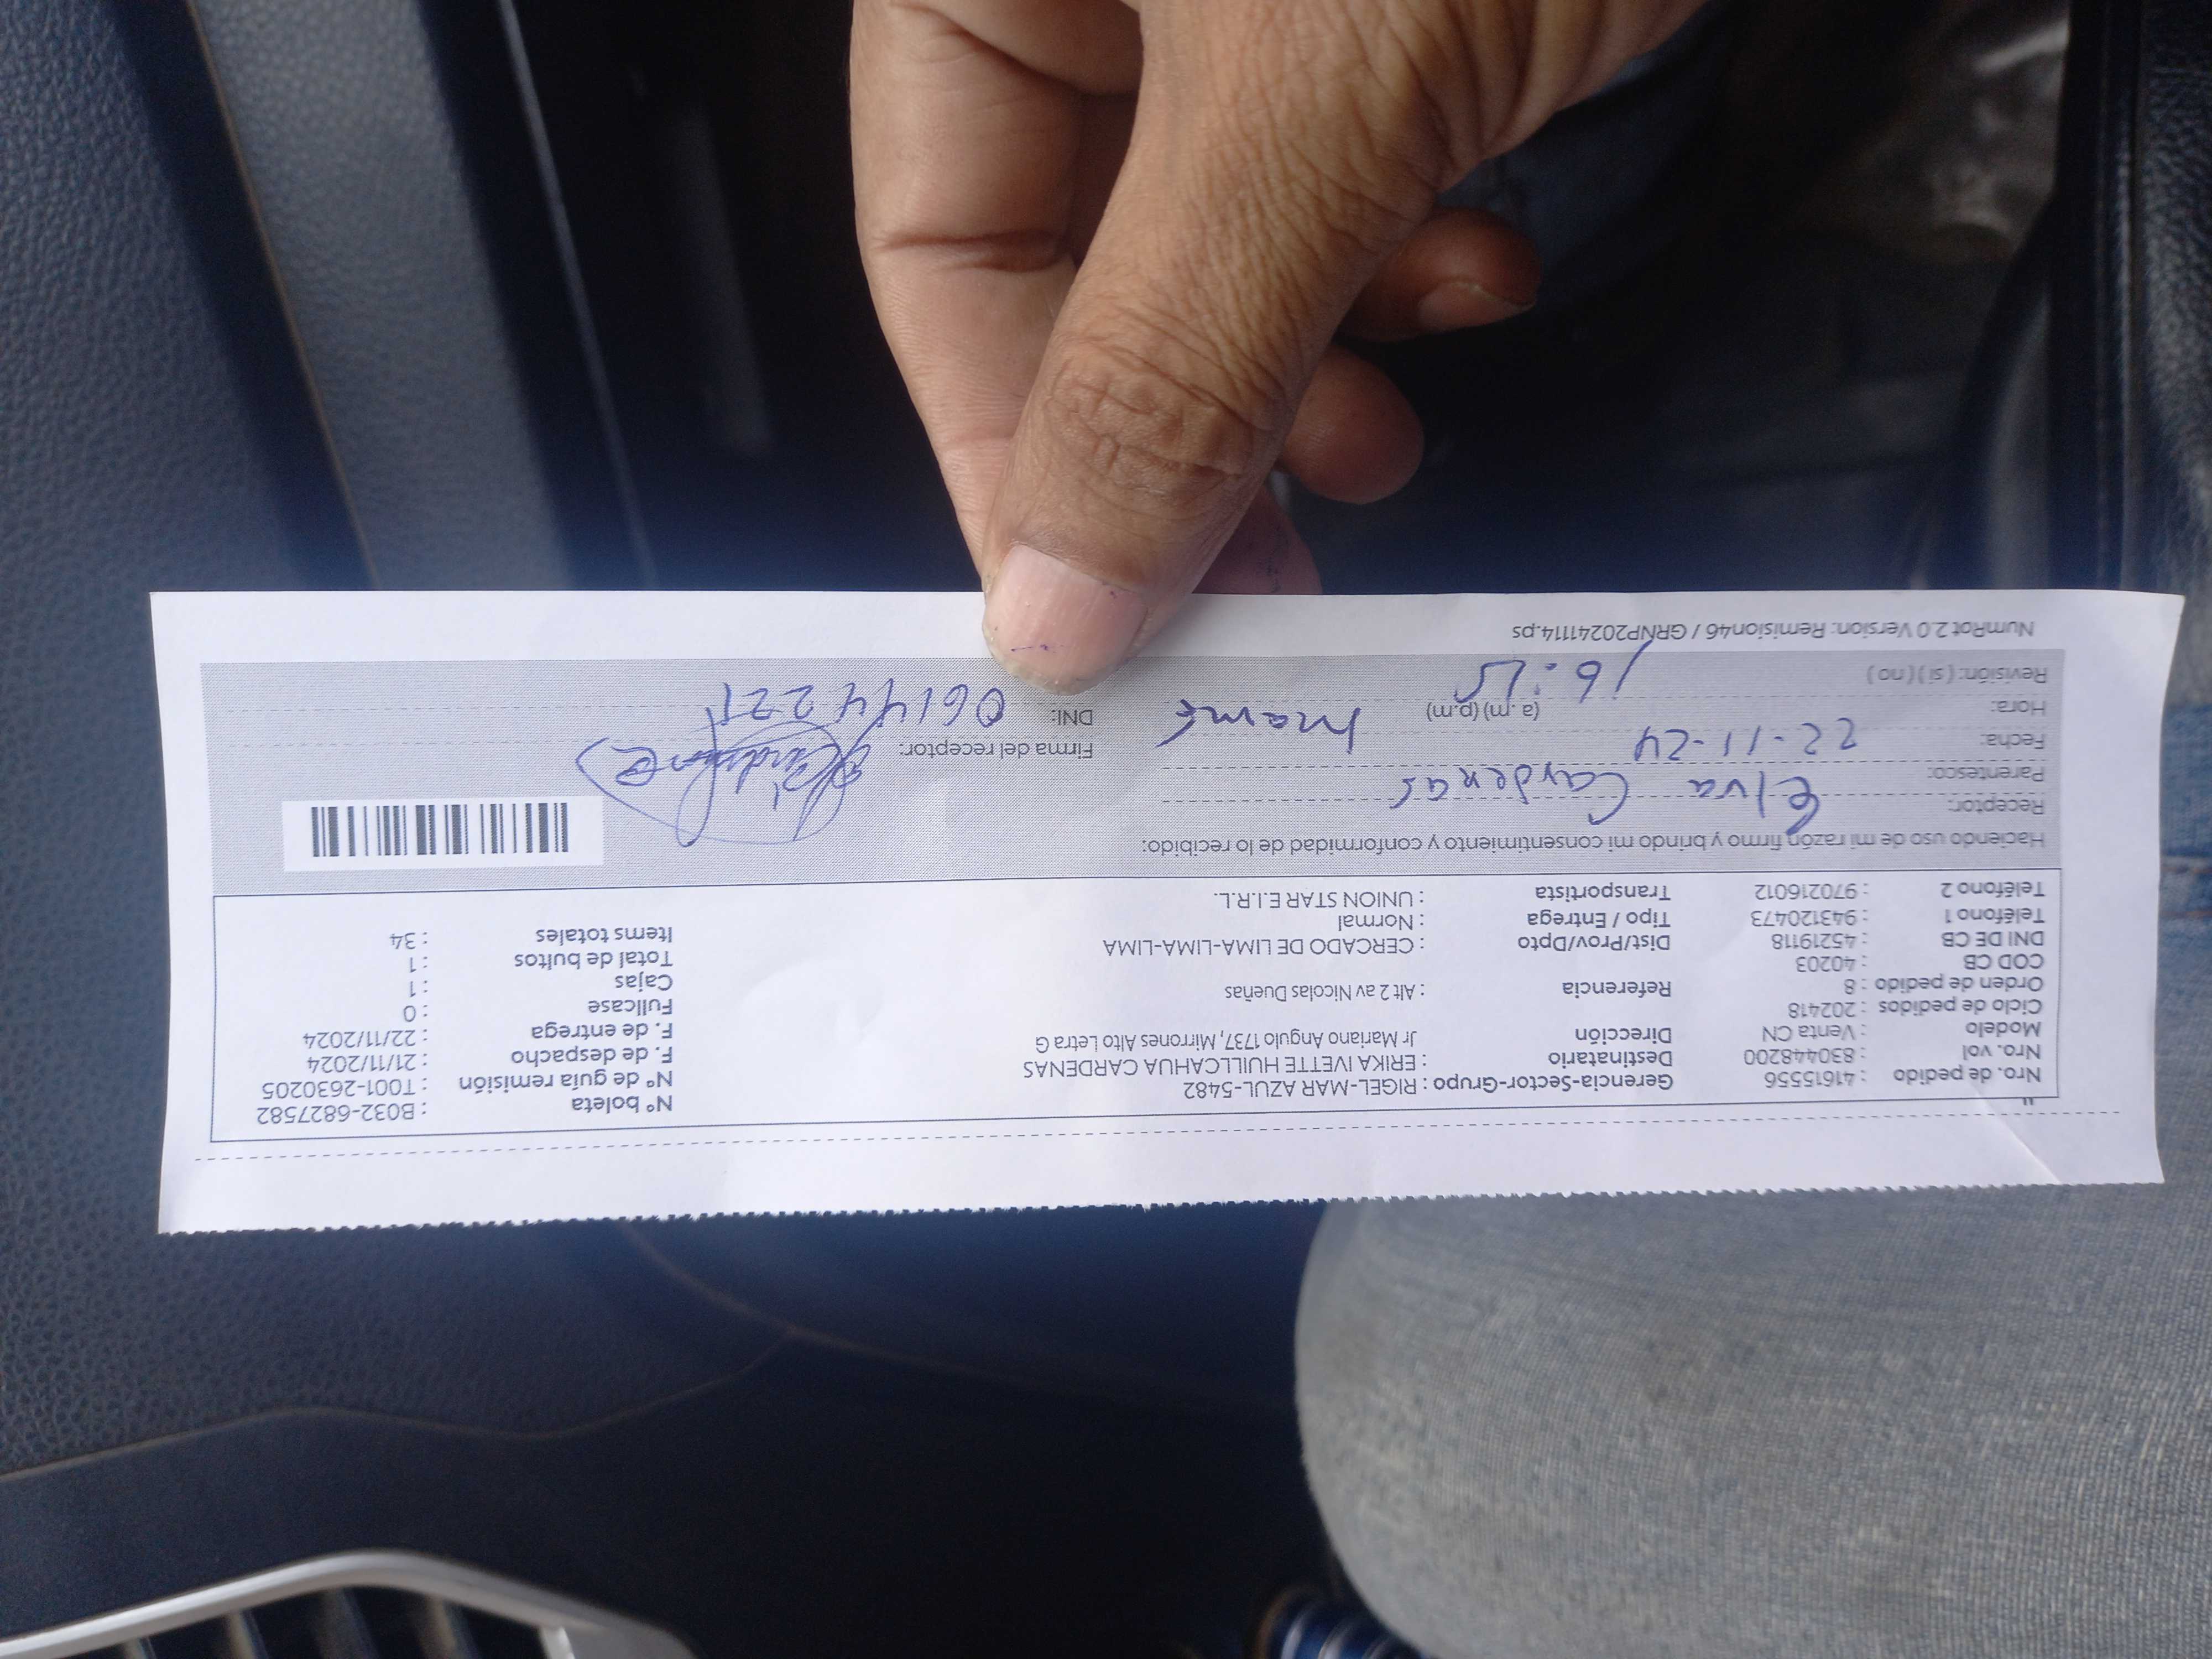 Nro. de pedido : 41615556 Gerencia-Sector-Grupo : RIGEL-MAR AZUL-5482 N° boleta : B032-6827582
Nro. vol : 830448200 Destinatario : ERIKA IVETTE HUILLCAHUA CARDENAS N° de guía remisión : T001-2630205
Modelo : Venta CN Dirección Jr Mariano Angulo 1737, Mirrones Alto Letra G F. de despacho : 21/11/2024
Ciclo de pedidos : 202418 F. de entrega : 22/11/2024
Orden de pedido : 8 Referencia : Alt 2 av Nicolas Dueñas Fullcase : 0
COD CB : 40203 Cajas : 1
DNI DE CB : 45219118 Dist/Prov/Dpto : CERCADO DE LIMA-LIMA-LIMA Total de bultos : 1
Teléfono 1 : 943120473 Tipo / Entrega : Normal Items totales : 34
Teléfono 2 : 970216012 Transportista : UNION STAR E.I.R.L.
Haciendo uso de mi razón firmo y brindo mi consentimiento y conformidad de lo recibido:
Receptor: Elva Cardenas
Parentesco: mamá
Fecha: 22-11-24 Firma del receptor:
Hora: 16:15 (a. m) (p.m) DNI: 06144221
Revisión: ( si ) ( no )
NumRot 2.0 Version: Remision46 / GRNP20241114.ps